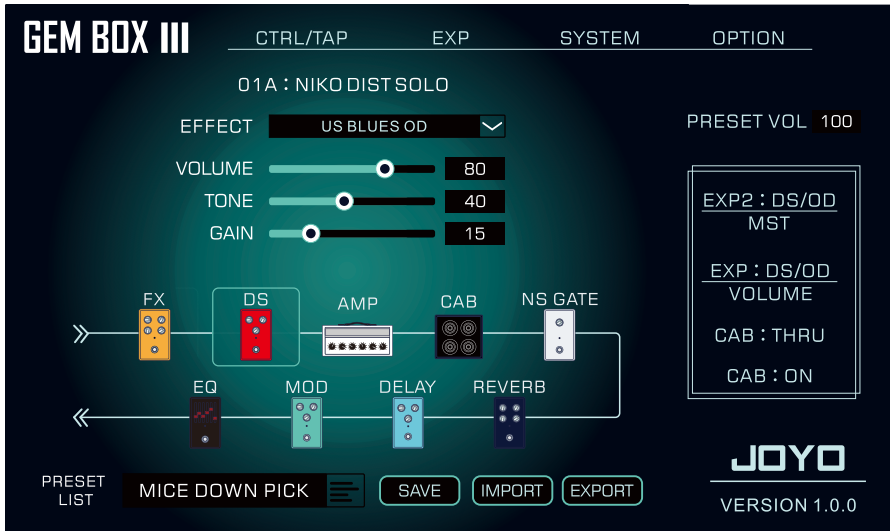 GEM BOX III
CTRL/TAP EXP SYSTEM OPTION
01A : NIKO DIST SOLO
EFFECT US BLUES OD
PRESET VOL 100
VOLUME 80
TONE 40
GAIN 15
EXP2 : DS/OD
MST
EXP : DS/OD
VOLUME
CAB : THRU
CAB : ON
FX DS AMP CAB NS GATE
EQ MOD DELAY REVERB
JOYO
VERSION 1.0.0
PRESET
LIST
MICE DOWN PICK SAVE IMPORT EXPORT